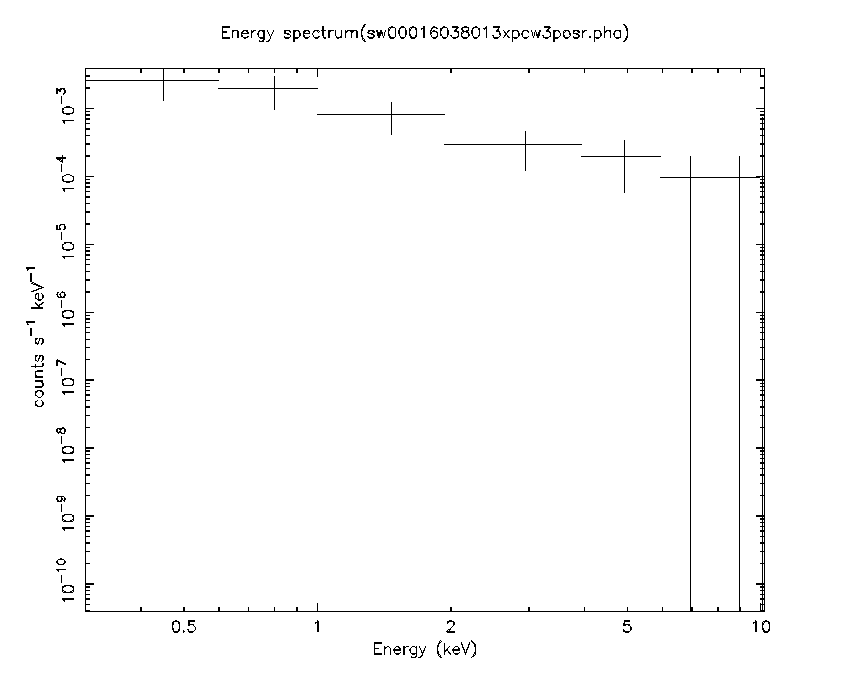 Energy spectrum(sw00016038013xpcw3posr.pha)
counts s⁻¹ keV⁻¹
10⁻³
10⁻⁴
10⁻⁵
10⁻⁶
10⁻⁷
10⁻⁸
10⁻⁹
10⁻¹⁰
0.5 1 2 5 10
Energy (keV)